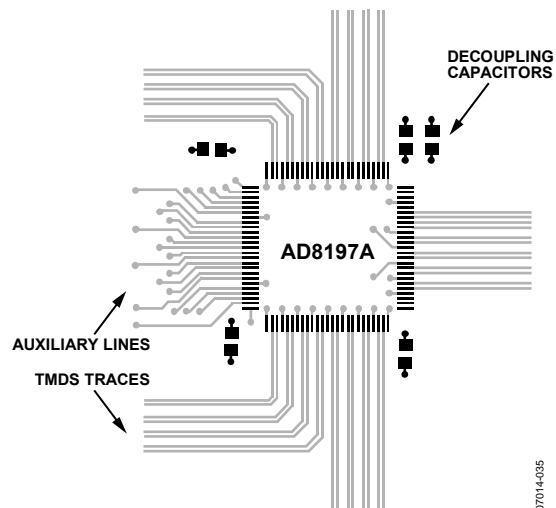 DECOUPLING
CAPACITORS
AD8197A
AUXILIARY LINES
TMDS TRACES
07014-035